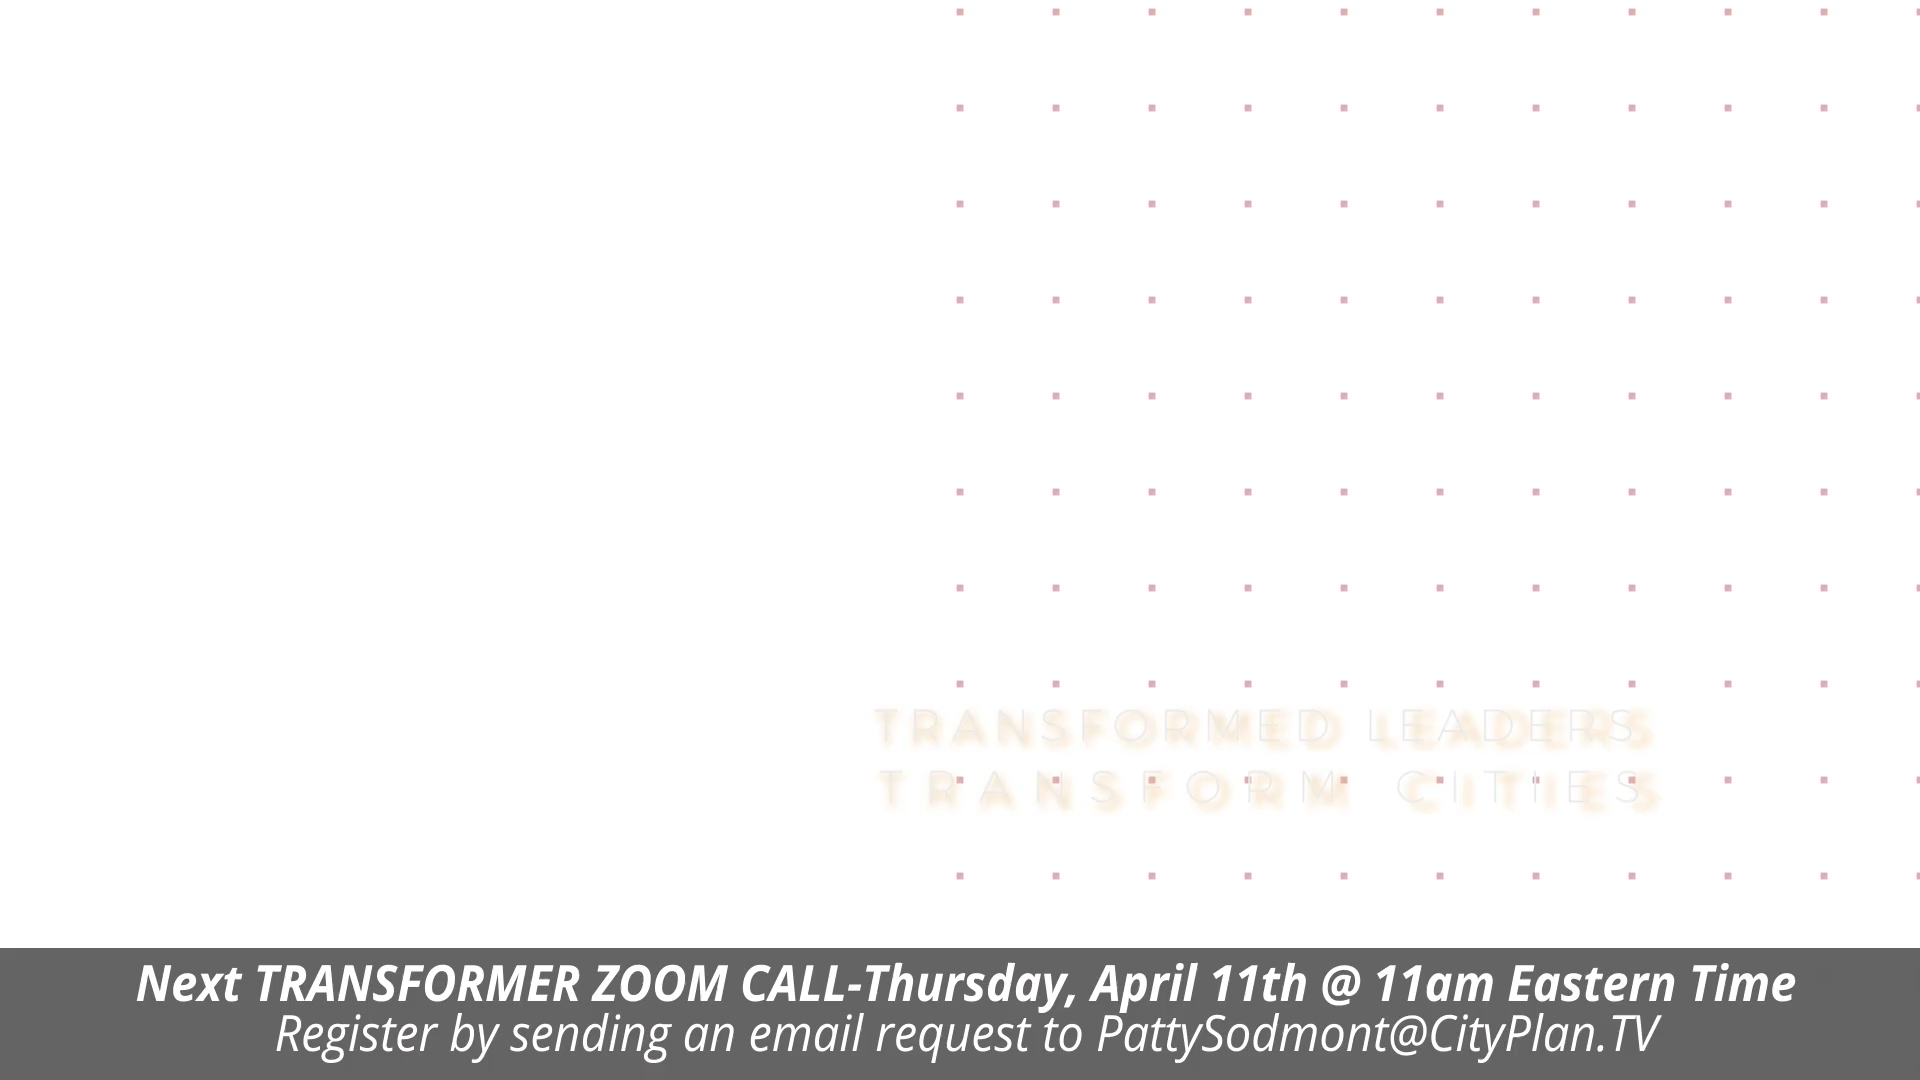 TRANSFORMED LEADERS
TRANSFORM CITIES
Next TRANSFORMER ZOOM CALL-Thursday, April 11th @ 11am Eastern Time
Register by sending an email request to PattySodmont@CityPlan.TV